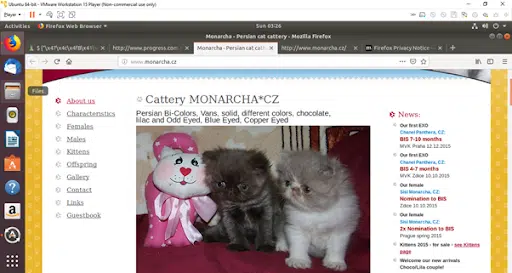 Ubuntu 64-bit - VMware Workstation 15 Player (Non-commercial use only)
Player
Activities Firefox Web Browser Sun 03:26
Monarcha - Persian cat cattery - Mozilla Firefox
http://www.progress.com
Monarcha - Persian cat catt
http://www.monarcha.cz/
Firefox Privacy Notice
www.monarcha.cz
Files
About us
Characteristics
Females
Males
Kittens
Offspring
Gallery
Contact
Links
Guestbook
Cattery MONARCHA*CZ
Persian Bi-Colors, Vans, solid, different colors, chocolate,
lilac and Odd Eyed, Blue Eyed, Copper Eyed
News:
Our first EXO
Chanel Panthera, CZ:
BIS 7-10 months
MVK Praha 12.12.2015
Our first EXO
Chanel Panthera, CZ:
BIS 4-7 months
MVK Zdice 10.10.2015
Our female
Sisi Monarcha, CZ:
Nomination to BIS
Zdice 10.10.2015
Our female
Sisi Monarcha, CZ:
2x Nomination to BIS
Prague spring 2015
Kittens 2015 - for sale - see Kittens
page
Welcome our new arrivals
Choco/Lila couple!